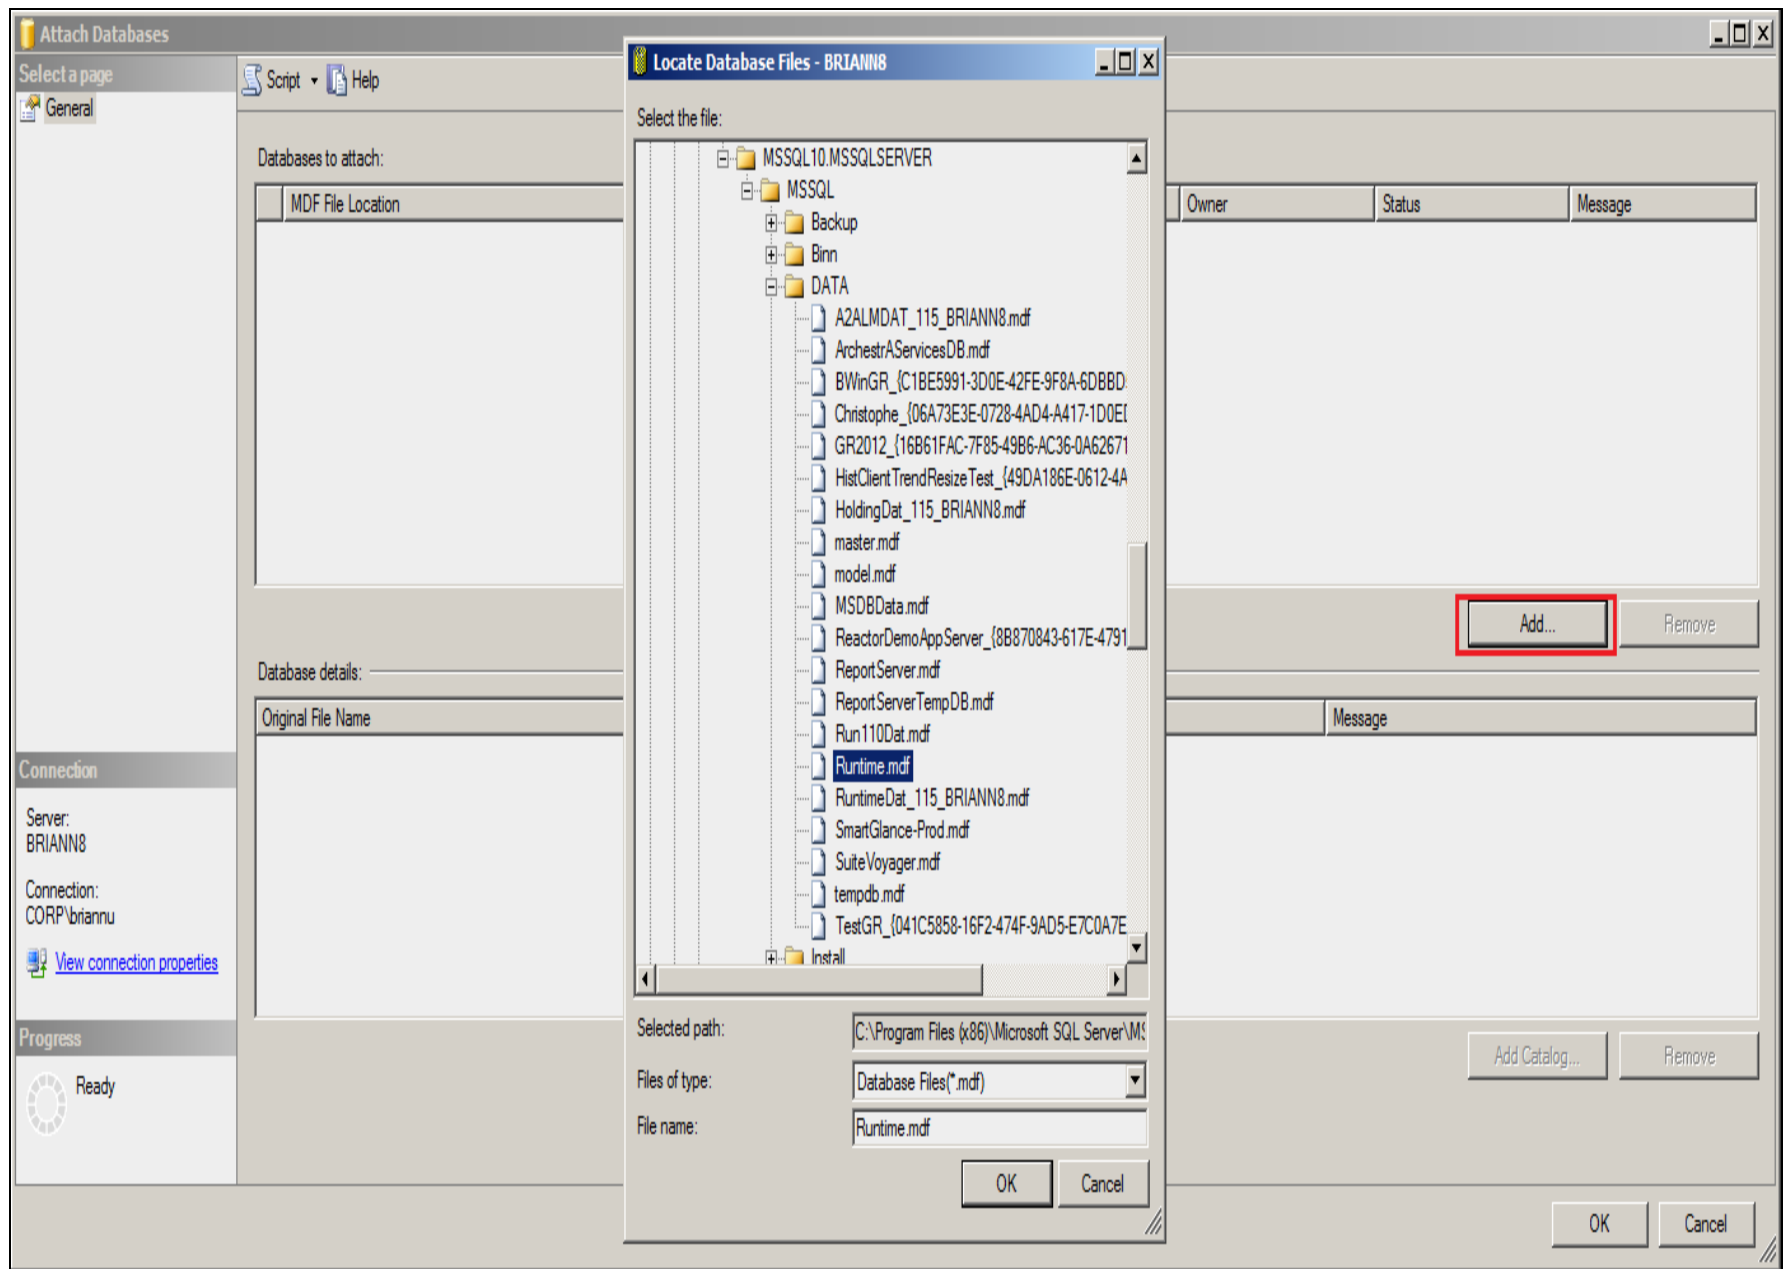 Attach Databases
Select a page
General
Script
Help
Databases to attach:
MDF File Location
Owner
Status
Message
Add...
Remove
Database details:
Original File Name
Message
Add Catalog...
Remove
Connection
Server:
BRIANN8
Connection:
CORP\briannu
View connection properties
Progress
Ready
OK
Cancel
Locate Database Files - BRIANN8
Select the file:
MSSQL10.MSSQLSERVER
MSSQL
Backup
Binn
DATA
A2ALMDAT_115_BRIANN8.mdf
ArchestrAServicesDB.mdf
BWinGR_{C1BE5991-3D0E-42FE-9F8A-6DBBD
Christophe_{06A73E3E-0728-4AD4-A417-1D0E
GR2012_{16B61FAC-7F85-49B6-AC36-0A62671
HistClientTrendResizeTest_{49DA186E-0612-4A
HoldingDat_115_BRIANN8.mdf
master.mdf
model.mdf
MSDBData.mdf
ReactorDemoAppServer_{8B870843-617E-4791
ReportServer.mdf
ReportServerTempDB.mdf
Run110Dat.mdf
Runtime.mdf
RuntimeDat_115_BRIANN8.mdf
SmartGlance-Prod.mdf
SuiteVoyager.mdf
tempdb.mdf
TestGR_{041C5858-16F2-474F-9AD5-E7C0A7E
Install
Selected path:
C:\Program Files (x86)\Microsoft SQL Server\MS
Files of type:
Database Files(*.mdf)
File name:
Runtime.mdf
OK
Cancel